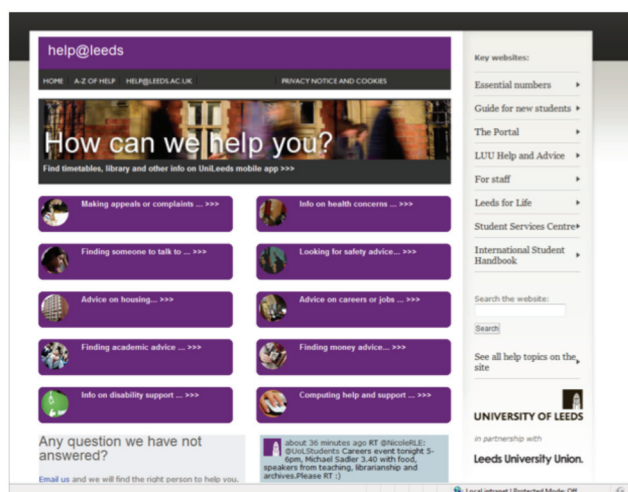 help@leeds
HOME A-Z OF HELP HELP@LEEDS.AC.UK PRIVACY NOTICE AND COOKIES
How can we help you?
Find timetables, library and other info on UniLeeds mobile app >>>
Making appeals or complaints ... >>>
Info on health concerns ... >>>
Finding someone to talk to ... >>>
Looking for safety advice... >>>
Advice on housing... >>>
Advice on careers or jobs ... >>>
Finding academic advice ... >>>
Finding money advice... >>>
Info on disability support ... >>>
Computing help and support ... >>>
Any question we have not
answered?
Email us and we will find the right person to help you.
about 36 minutes ago RT @NicoleRLE:
@UoLStudents Careers event tonight 5-
6pm, Michael Sadler 3.40 with food,
speakers from teaching, librarianship and
archives.Please RT :)
Key websites:
Essential numbers
Guide for new students
The Portal
LUU Help and Advice
For staff
Leeds for Life
Student Services Centre
International Student
Handbook
Search the website:
Search
See all help topics on the
site
UNIVERSITY OF LEEDS
in partnership with
Leeds University Union.
Local intranet | Protected Mode: Off